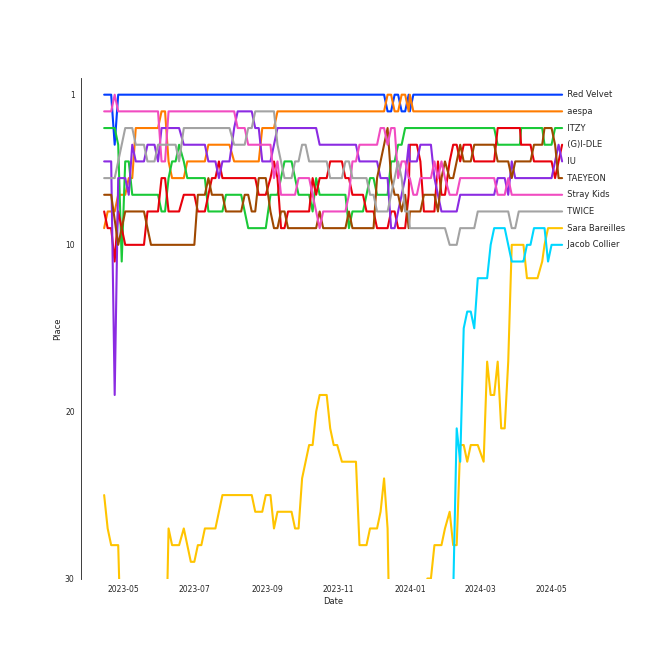 1
10
20
30
Place
2023-05
2023-07
2023-09
2023-11
2024-01
2024-03
2024-05
Date
Red Velvet
aespa
ITZY
(G)I-DLE
IU
TAEYEON
Stray Kids
TWICE
Sara Bareilles
Jacob Collier